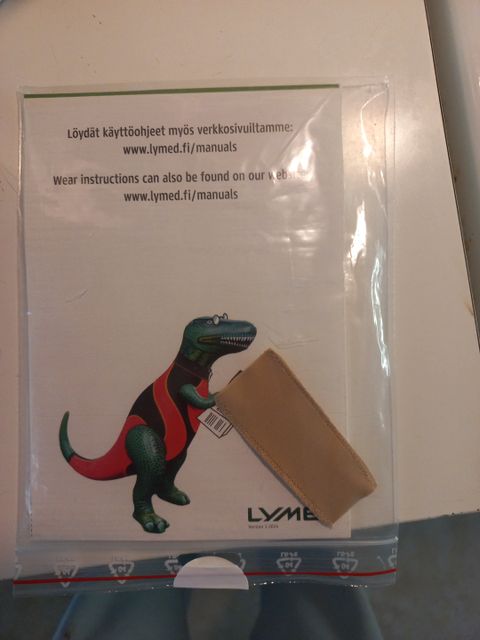 Löydät käyttöohjeet myös verkkosivuiltamme:
www.lymed.fi/manuals
Wear instructions can also be found on our website:
www.lymed.fi/manuals
LYME